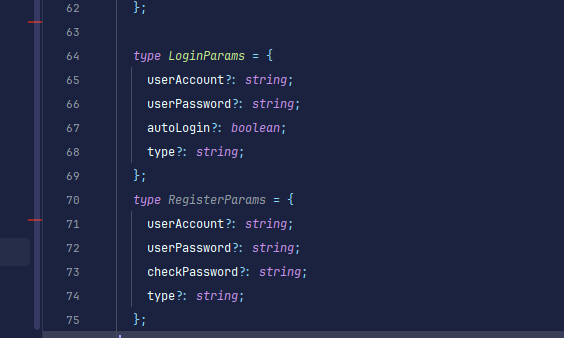 62 };
63
64 type LoginParams = {
65 userAccount?: string;
66 userPassword?: string;
67 autoLogin?: boolean;
68 type?: string;
69 };
70 type RegisterParams = {
71 userAccount?: string;
72 userPassword?: string;
73 checkPassword?: string;
74 type?: string;
75 };